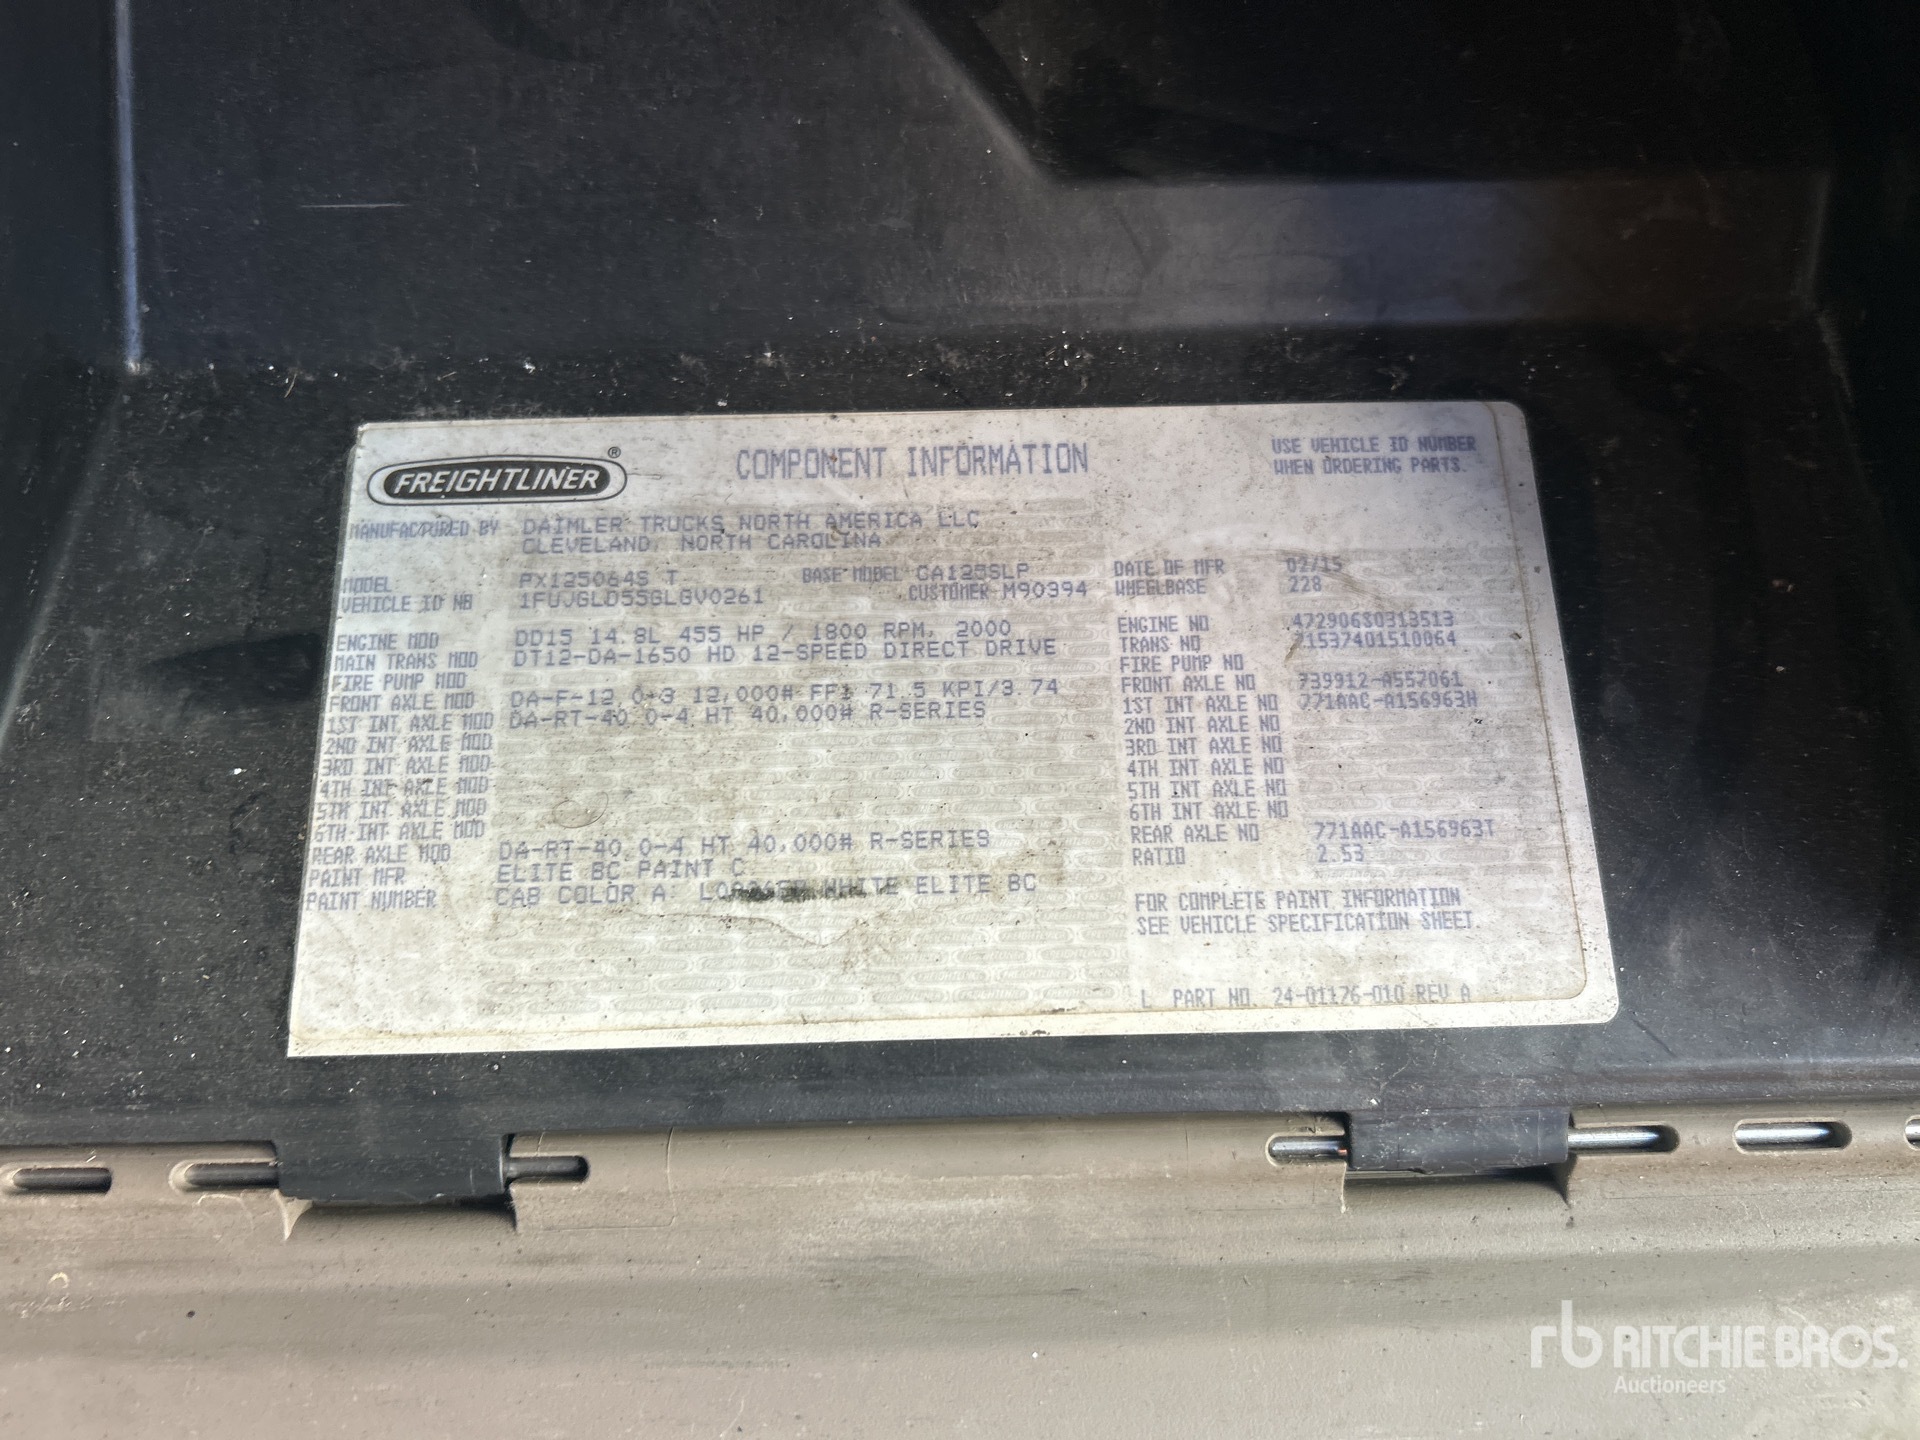 FREIGHTLINER ®
COMPONENT INFORMATION
USE VEHICLE ID NUMBER
WHEN ORDERING PARTS.
MANUFACTURED BY DAIMLER TRUCKS NORTH AMERICA LLC
CLEVELAND, NORTH CAROLINA
MODEL PX125064S T BASE MODEL CA125SLP DATE OF MFR 02/15
VEHICLE ID NB 1FUJGLD55GLGV0261 CUSTOMER M90394 WHEELBASE 228
ENGINE MOD DD15 14.8L 455 HP / 1800 RPM, 2000 ENGINE NO 472906S0313513
MAIN TRANS MOD DT12-DA-1650 HD 12-SPEED DIRECT DRIVE TRANS NO 71537401510064
FIRE PUMP MOD FIRE PUMP NO
FRONT AXLE MOD DA-F-12.0-3 12,000# FF1 71.5 KPI/3.74 FRONT AXLE NO 739912-A557061
1ST INT AXLE MOD DA-RT-40.0-4 HT 40,000# R-SERIES 1ST INT AXLE NO 771AAC-A156963H
2ND INT AXLE MOD 2ND INT AXLE NO
3RD INT AXLE MOD 3RD INT AXLE NO
4TH INT AXLE MOD 4TH INT AXLE NO
5TH INT AXLE MOD 5TH INT AXLE NO
6TH INT AXLE MOD 6TH INT AXLE NO
REAR AXLE MOD DA-RT-40.0-4 HT 40,000# R-SERIES REAR AXLE NO 771AAC-A156963T
PAINT MFR ELITE BC PAINT C RATIO 2.53
PAINT NUMBER CAB COLOR A: WHITE ELITE BC
FOR COMPLETE PAINT INFORMATION
SEE VEHICLE SPECIFICATION SHEET.
L PART NO. 24-01176-010 REV A
rb RITCHIE BROS.
Auctioneers